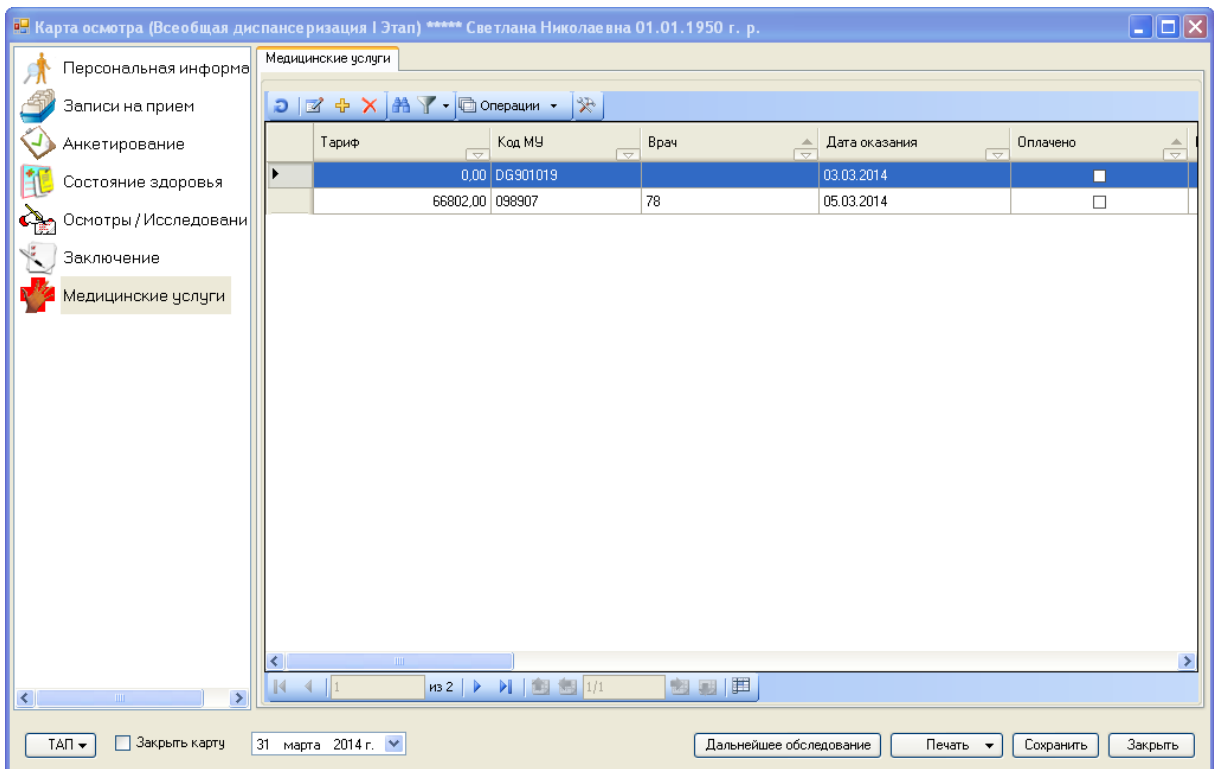 Карта осмотра (Всеобщая диспансеризация I Этап) ***** Светлана Николаевна 01.01.1950 г. р.
Персональная информа
Записи на прием
Анкетирование
Состояние здоровья
Осмотры / Исследовани
Заключение
Медицинские услуги
Медицинские услуги
Операции
Тариф Код МУ Врач Дата оказания Оплачено
0,00 DG901019 03.03.2014
66802,00 098907 78 05.03.2014
1 из 2 1/1
ТАП Закрыть карту 31 марта 2014 г. Дальнейшее обследование Печать Сохранить Закрыть